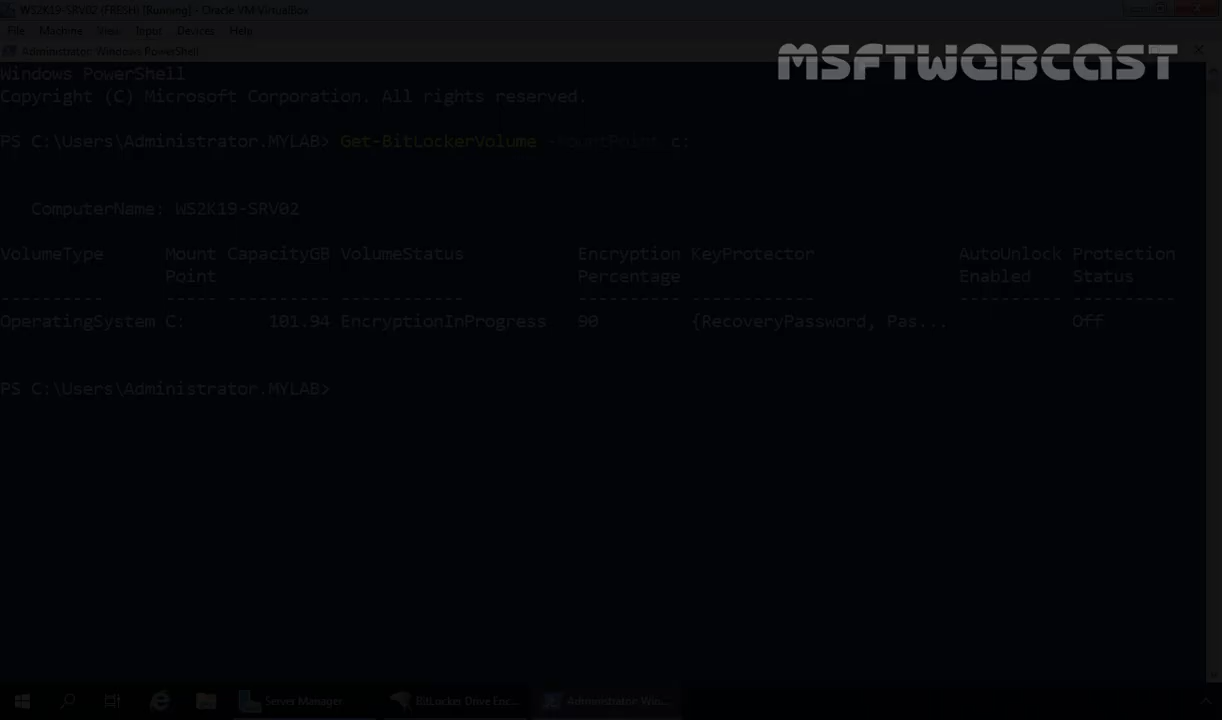 WS2K19-SRV02 (FRESH) [Running] - Oracle VM VirtualBox
File Machine View Input Devices Help
Administrator: Windows PowerShell
MSFTWEBCAST
Windows PowerShell
Copyright (C) Microsoft Corporation. All rights reserved.
PS C:\Users\Administrator.MYLAB> Get-BitLockerVolume -MountPoint c:
ComputerName: WS2K19-SRV02
VolumeType Mount CapacityGB VolumeStatus Encryption KeyProtector AutoUnlock Protection
Point Percentage Enabled Status
---------- ----- ---------- ------------ ---------- ------------ ---------- ----------
OperatingSystem C: 101.94 EncryptionInProgress 90 {RecoveryPassword, Pas... Off
PS C:\Users\Administrator.MYLAB>
Server Manager BitLocker Drive Enc... Administrator: Win...